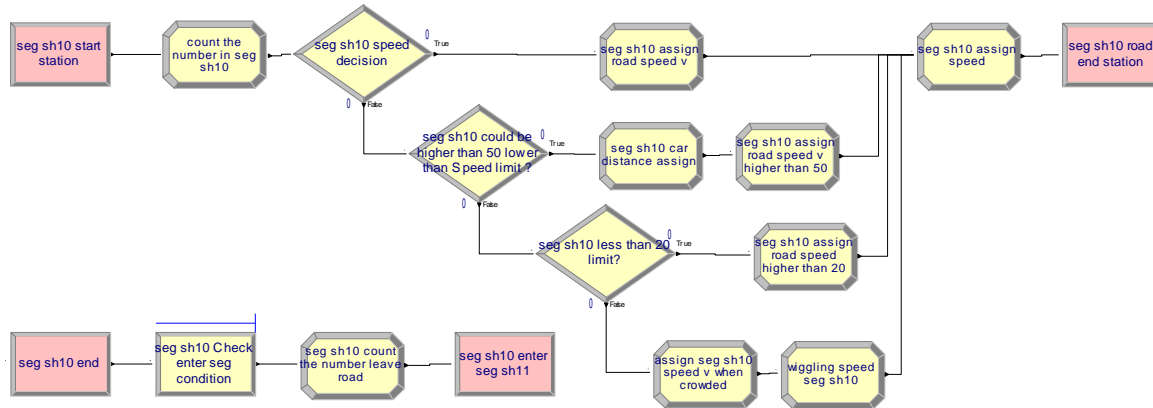 seg sh10 start
station
count the
number in seg
sh10
seg sh10 speed
decision
0
True
0
False
seg sh10 assign
road speed v
seg sh10 assign
speed
seg sh10 road
end station
seg sh10 could be
higher than 50 lower
than Speed limit ?
0
True
0
False
seg sh10 car
distance assign
seg sh10 assign
road speed v
higher than 50
seg sh10 less than 20
limit?
0
True
0
False
seg sh10 assign
road speed
higher than 20
seg sh10 end
seg sh10 Check
enter seg
condition
seg sh10 count
the number leave
road
seg sh10 enter
seg sh11
assign seg sh10
speed v when
crowded
wiggling speed
seg sh10